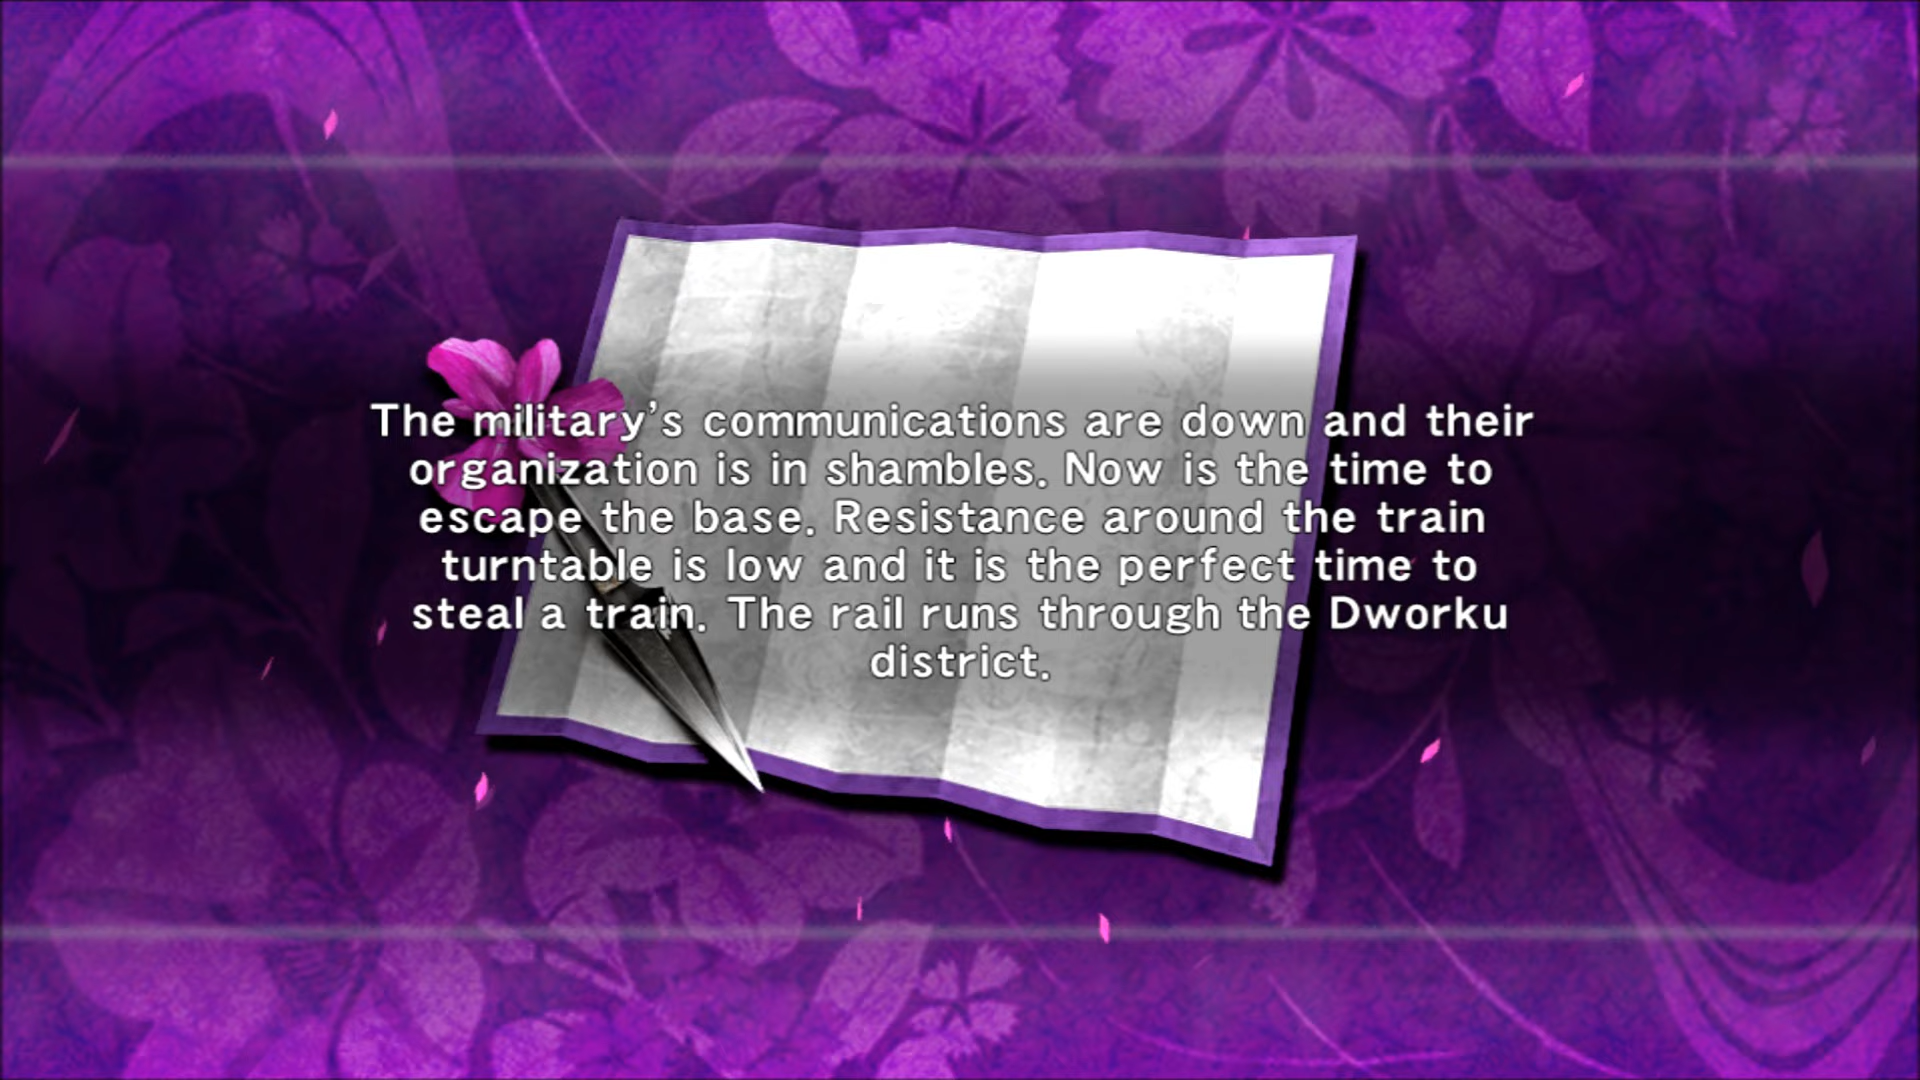 The military's communications are down and their
organization is in shambles. Now is the time to
escape the base. Resistance around the train
turntable is low and it is the perfect time to
steal a train. The rail runs through the Dworku
district.